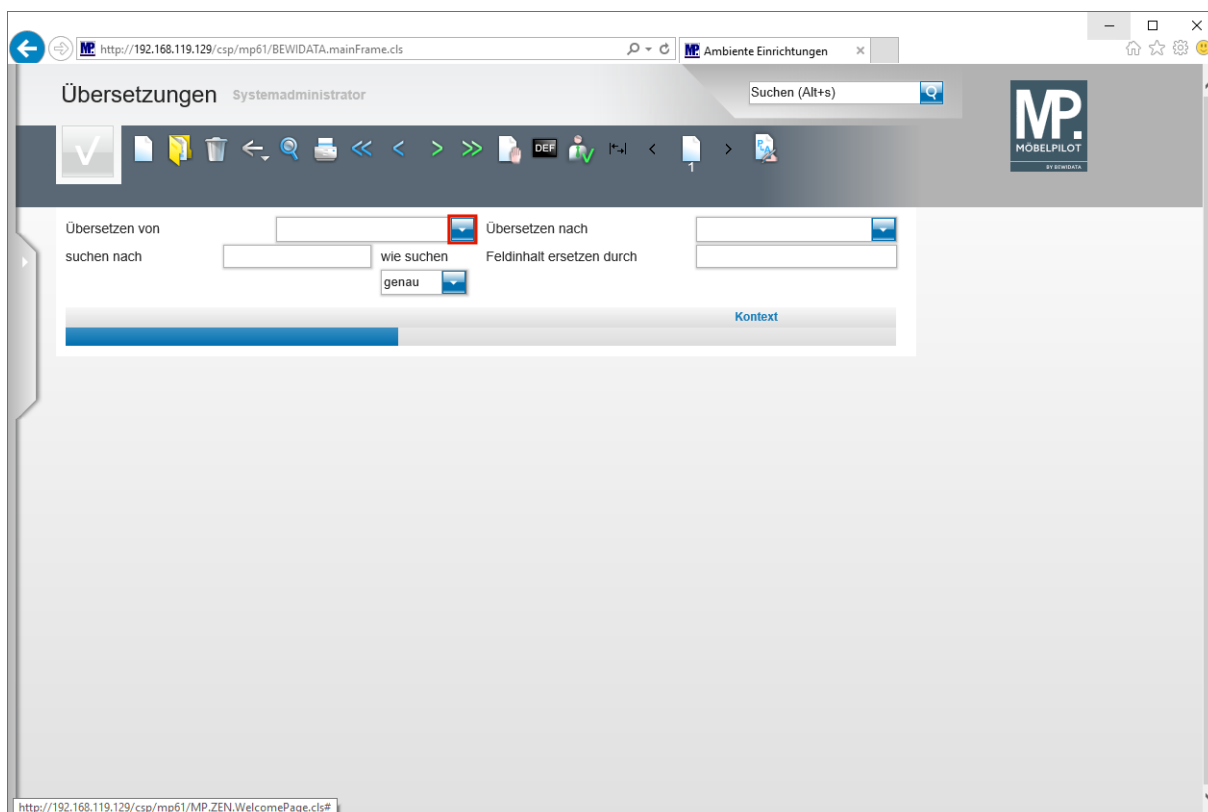 http://192.168.119.129/csp/mp61/BEWIDATA.mainFrame.cls
Ambiente Einrichtungen
Übersetzungen Systemadministrator
Suchen (Alt+s)
MP.
MÖBELPILOT
BY BEWIDATA
DEF
1
Übersetzen von
Übersetzen nach
suchen nach
wie suchen
Feldinhalt ersetzen durch
genau
Kontext
http://192.168.119.129/csp/mp61/MP.ZEN.WelcomePage.cls#